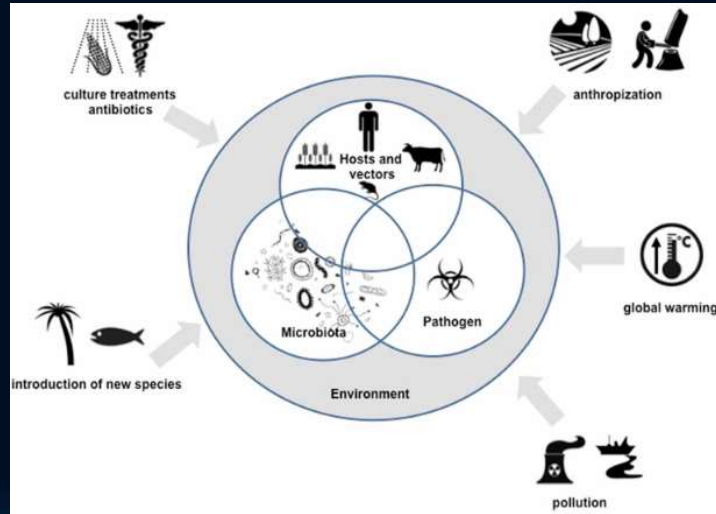 culture treatments
antibiotics
anthropization
Hosts and
vectors
°C
global warming
Microbiota
Pathogen
introduction of new species
Environment
pollution